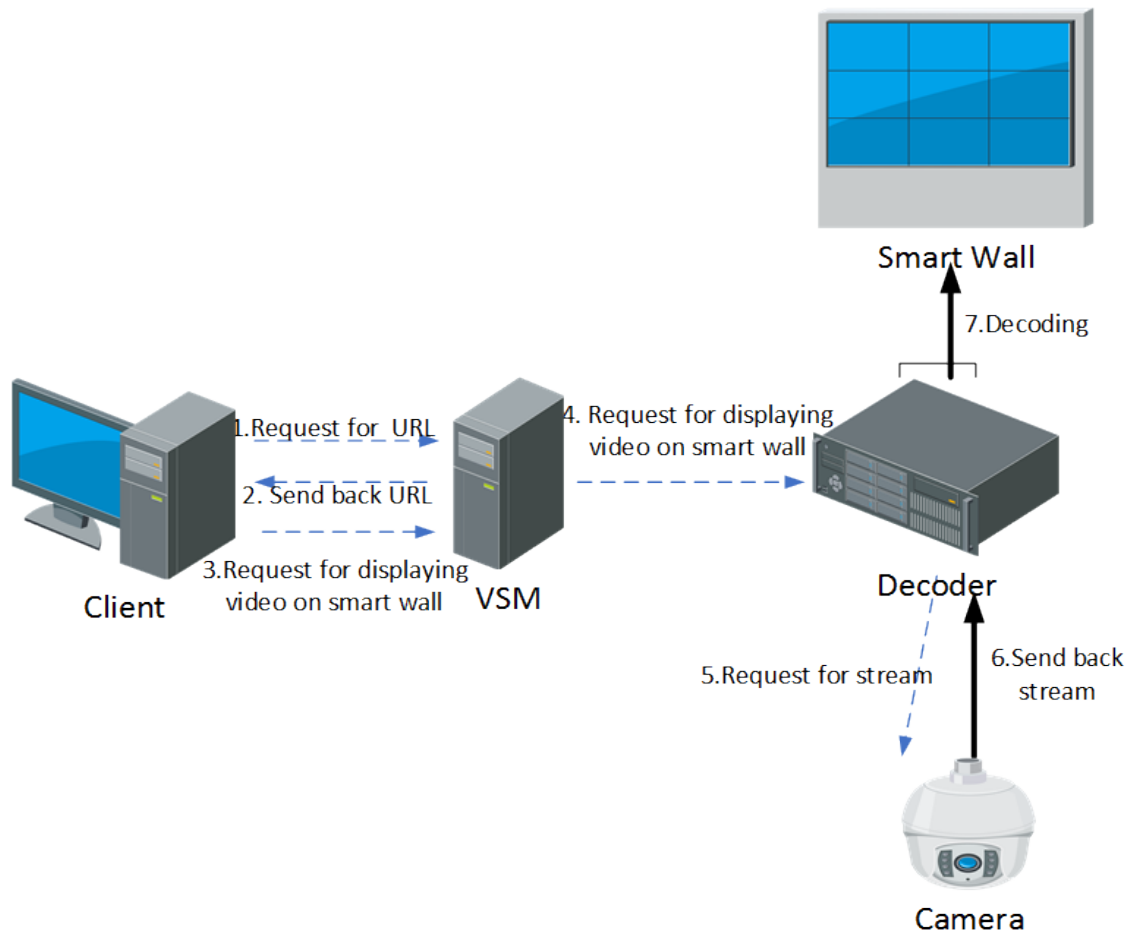 Smart Wall
7.Decoding
1.Request for URL
4. Request for displaying
video on smart wall
2. Send back URL
3.Request for displaying
video on smart wall
Client
VSM
Decoder
5.Request for stream
6.Send back
stream
Camera